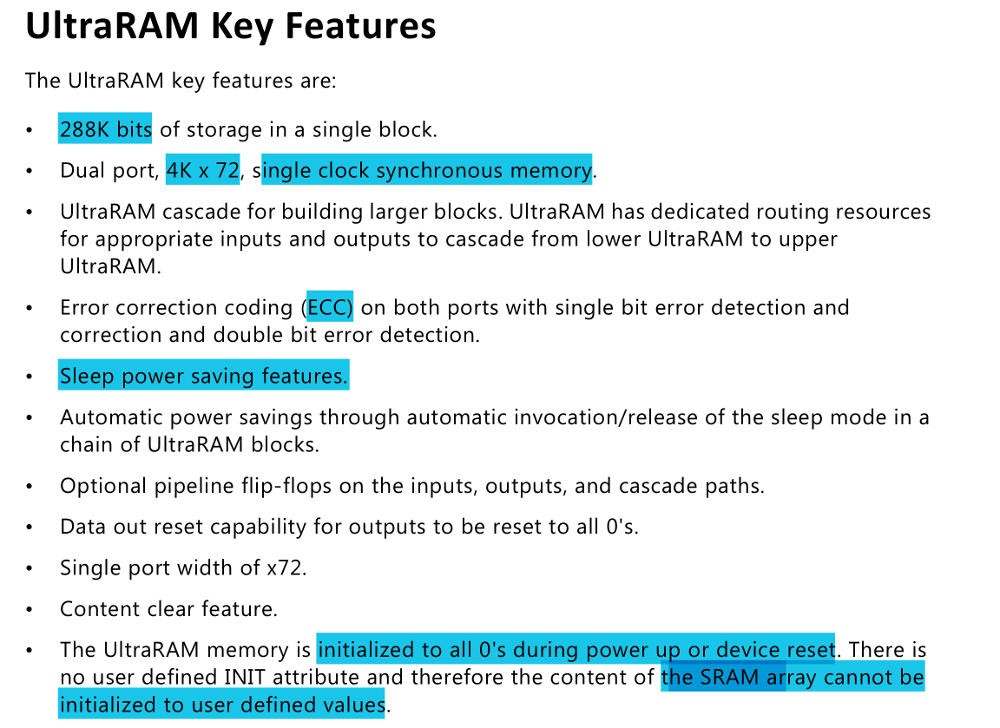 UltraRAM Key Features
The UltraRAM key features are:
• 288K bits of storage in a single block.
• Dual port, 4K x 72, single clock synchronous memory.
• UltraRAM cascade for building larger blocks. UltraRAM has dedicated routing resources
for appropriate inputs and outputs to cascade from lower UltraRAM to upper
UltraRAM.
• Error correction coding (ECC) on both ports with single bit error detection and
correction and double bit error detection.
• Sleep power saving features.
• Automatic power savings through automatic invocation/release of the sleep mode in a
chain of UltraRAM blocks.
• Optional pipeline flip-flops on the inputs, outputs, and cascade paths.
• Data out reset capability for outputs to be reset to all 0's.
• Single port width of x72.
• Content clear feature.
• The UltraRAM memory is initialized to all 0's during power up or device reset. There is
no user defined INIT attribute and therefore the content of the SRAM array cannot be
initialized to user defined values.